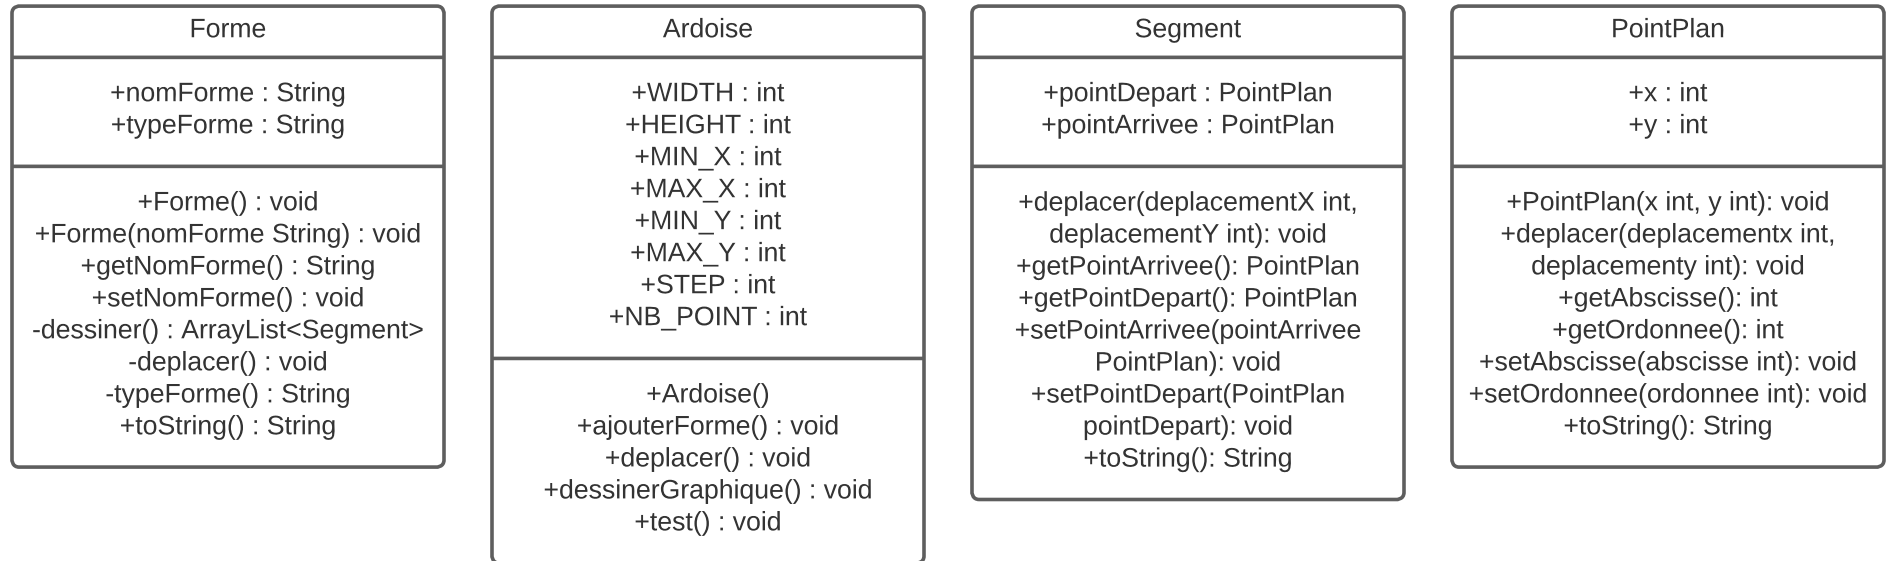 Forme
+nomForme : String
+typeForme : String
+Forme() : void
+Forme(nomForme String) : void
+getNomForme() : String
+setNomForme() : void
-dessiner() : ArrayList<Segment>
-deplacer() : void
-typeForme() : String
+toString() : String
Ardoise
+WIDTH : int
+HEIGHT : int
+MIN_X : int
+MAX_X : int
+MIN_Y : int
+MAX_Y : int
+STEP : int
+NB_POINT : int
+Ardoise()
+ajouterForme() : void
+deplacer() : void
+dessinerGraphique() : void
+test() : void
Segment
+pointDepart : PointPlan
+pointArrivee : PointPlan
+deplacer(deplacementX int,
deplacementY int): void
+getPointArrivee(): PointPlan
+getPointDepart(): PointPlan
+setPointArrivee(pointArrivee
PointPlan): void
+setPointDepart(PointPlan
pointDepart): void
+toString(): String
PointPlan
+x : int
+y : int
+PointPlan(x int, y int): void
+deplacer(deplacementx int,
deplacementy int): void
+getAbscisse(): int
+getOrdonnee(): int
+setAbscisse(abscisse int): void
+setOrdonnee(ordonnee int): void
+toString(): String